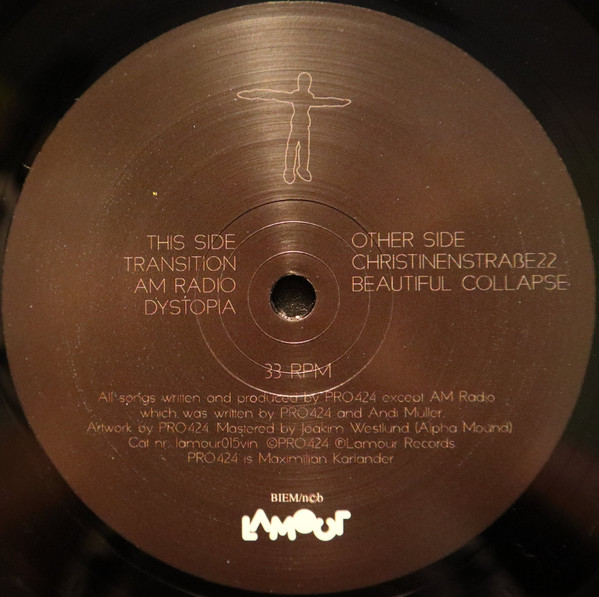 THIS SIDE
TRANSITION
AM RADIO
DYSTOPIA
OTHER SIDE
CHRISTINENSTRAßE22
BEAUTIFUL COLLAPSE
33 RPM
All songs written and produced by PRO424 except AM Radio
which was written by PRO424 and Andi Muller.
Artwork by PRO424 Mastered by Joakim Westlund (Alpha Mound)
Cat nr: lamour015vin ©PRO424 ℗Lamour Records
PRO424 is Maximilian Karlander
BIEM/n©b
LAMOUR